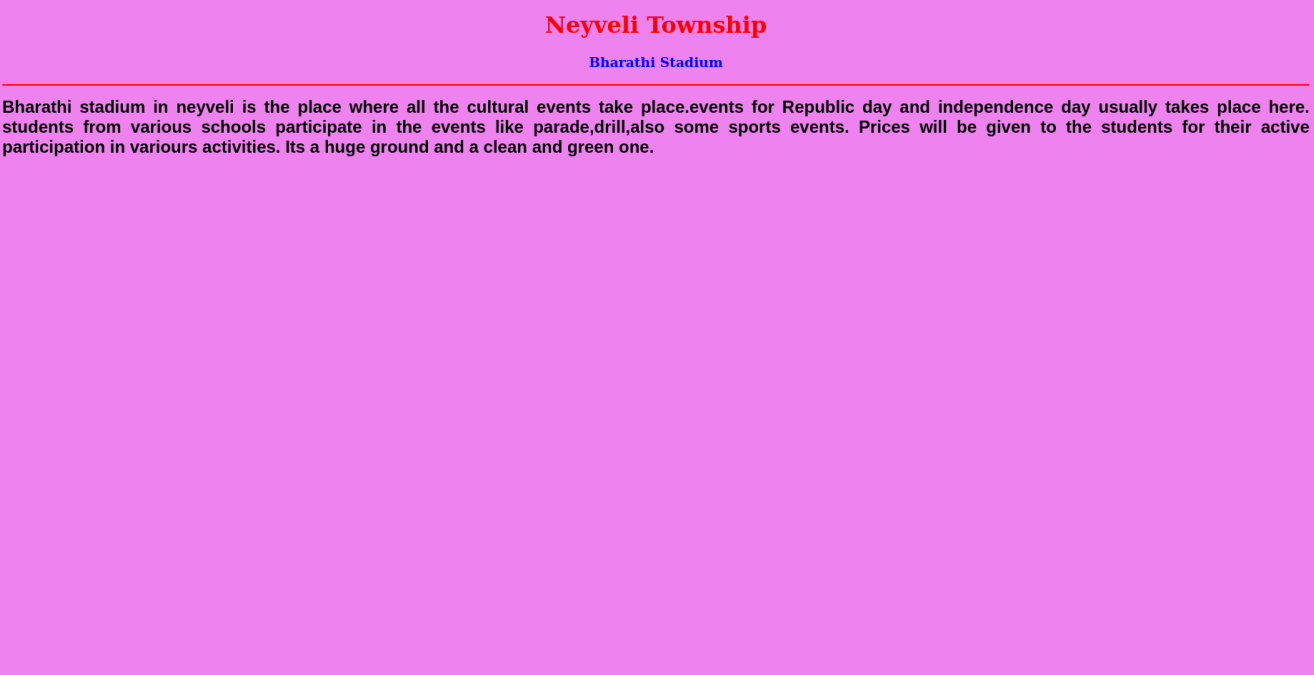 Neyveli Township
Bharathi Stadium
Bharathi stadium in neyveli is the place where all the cultural events take place.events for Republic day and independence day usually takes place here.
students from various schools participate in the events like parade,drill,also some sports events. Prices will be given to the students for their active
participation in variours activities. Its a huge ground and a clean and green one.